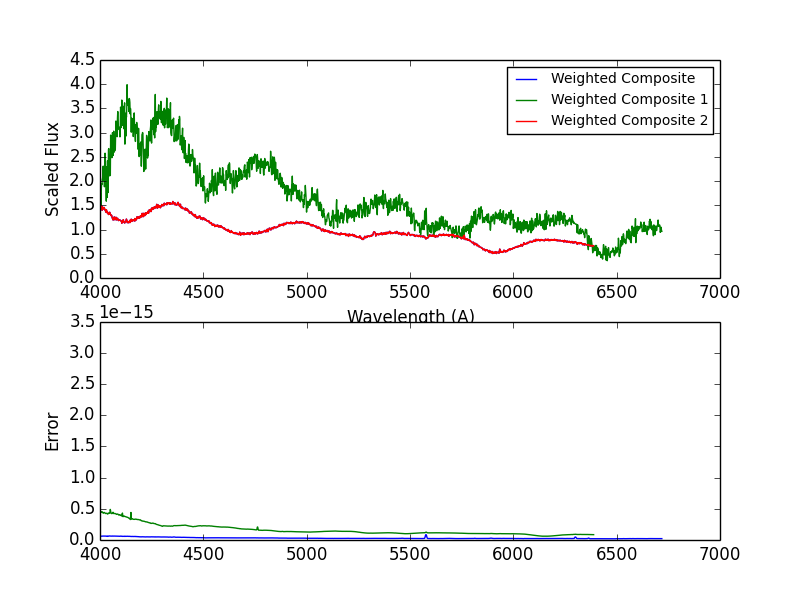 4.5
4.0
3.5
3.0
2.5
2.0
1.5
1.0
0.5
0.0
Scaled Flux
Weighted Composite
Weighted Composite 1
Weighted Composite 2
4000 4500 5000 5500 6000 6500 7000
Wavelength (A)
1e−15
3.5
3.0
2.5
2.0
1.5
1.0
0.5
0.0
Error
4000 4500 5000 5500 6000 6500 7000